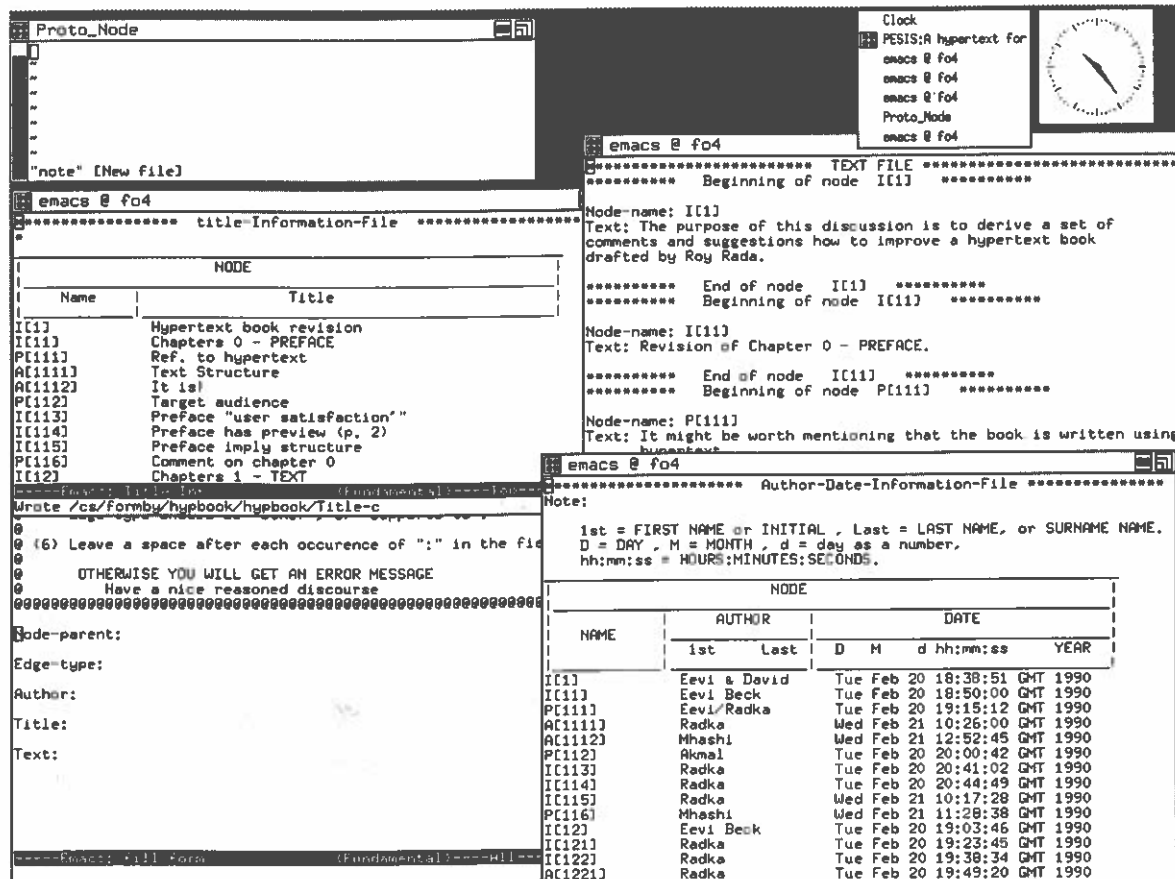 Proto_Node
~
~
~
~
~
~
~
"note" [New file]
Clock
PESIS:A hypertext for
emacs @ fo4
emacs @ fo4
emacs @ fo4
Proto_Node
emacs @ fo4
emacs @ fo4
**************** title-Information-file *****************
*
NODE
Name Title
I[1] Hypertext book revision
I[11] Chapters 0 - PREFACE
P[111] Ref. to hypertext
A[1111] Text Structure
A[1112] It is!
P[112] Target audience
I[113] Preface "user satisfaction'"
I[114] Preface has preview (p. 2)
I[115] Preface imply structure
P[116] Comment on chapter 0
I[12] Chapters 1 - TEXT
-----Emacs: Title-Inf (Fundamental)----Top---
Wrote /cs/formby/hypbook/hypbook/Title-c
@
@ (6) Leave a space after each occurence of ":" in the fie
@
@ OTHERWISE YOU WILL GET AN ERROR MESSAGE
@ Have a nice reasoned discourse
@@@@@@@@@@@@@@@@@@@@@@@@@@@@@@@@@@@@@@@@@@@@@@@@@@@@@@@@@@
Node-parent:
Edge-type:
Author:
Title:
Text:
-----Emacs: fill form (Fundamental)----All---
emacs @ fo4
************************ TEXT FILE ***************************
********** Beginning of node I[1] **********
Node-name: I[1]
Text: The purpose of this discussion is to derive a set of
comments and suggestions how to improve a hypertext book
drafted by Roy Rada.
********** End of node I[1] **********
********** Beginning of node I[11] **********
Node-name: I[11]
Text: Revision of Chapter 0 - PREFACE.
********** End of node I[11] **********
********** Beginning of node P[111] **********
Node-name: P[111]
Text: It might be worth mentioning that the book is written using
hypertext
emacs @ fo4
**************** Author-Date-Information-File ***************
Note:
1st = FIRST NAME or INITIAL , Last = LAST NAME, or SURNAME NAME.
D = DAY , M = MONTH , d = day as a number,
hh:mm:ss = HOURS:MINUTES:SECONDS.
NODE
NAME AUTHOR DATE
1st Last D M d hh:mm:ss YEAR
I[1] Eevi & David Tue Feb 20 18:38:51 GMT 1990
I[11] Eevi Beck Tue Feb 20 18:50:00 GMT 1990
P[111] Eevi/Radka Tue Feb 20 19:15:12 GMT 1990
A[1111] Radka Wed Feb 21 10:26:00 GMT 1990
A[1112] Mhashi Wed Feb 21 12:52:45 GMT 1990
P[112] Akmal Tue Feb 20 20:00:42 GMT 1990
I[113] Radka Tue Feb 20 20:41:02 GMT 1990
I[114] Radka Tue Feb 20 20:44:49 GMT 1990
I[115] Radka Wed Feb 21 10:17:28 GMT 1990
P[116] Mhashi Wed Feb 21 11:28:38 GMT 1990
I[12] Eevi Beck Tue Feb 20 19:03:46 GMT 1990
I[121] Radka Tue Feb 20 19:23:45 GMT 1990
I[122] Radka Tue Feb 20 19:38:34 GMT 1990
A[1221] Radka Tue Feb 20 19:49:20 GMT 1990